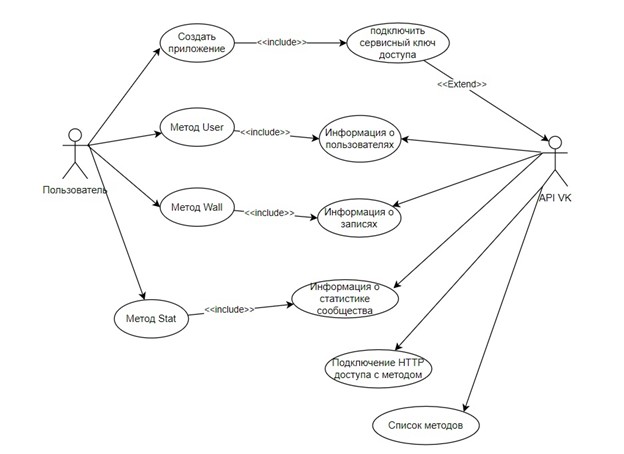 Создать
приложение
<<include>>
подключить
сервисный ключ
доступа
<<Extend>>
Метод User
<<include>>
Информация о
пользователях
Пользователь
API VK
Метод Wall
<<include>>
Информация о
записях
Метод Stat
<<include>>
Информация о
статистике
сообщества
Подключение HTTP
доступа с методом
Список методов